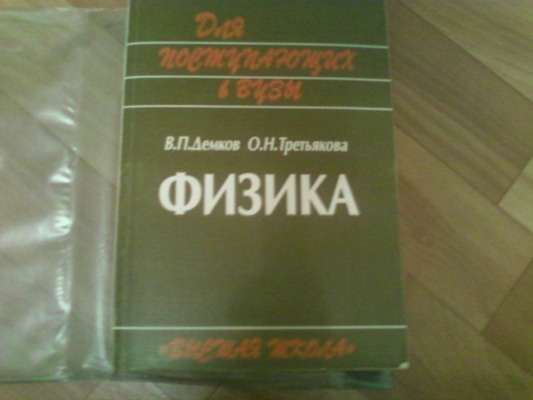 Для
поступающих
в вузы
В.П.Демков О.Н.Третьякова
ФИЗИКА
«Высшая школа»